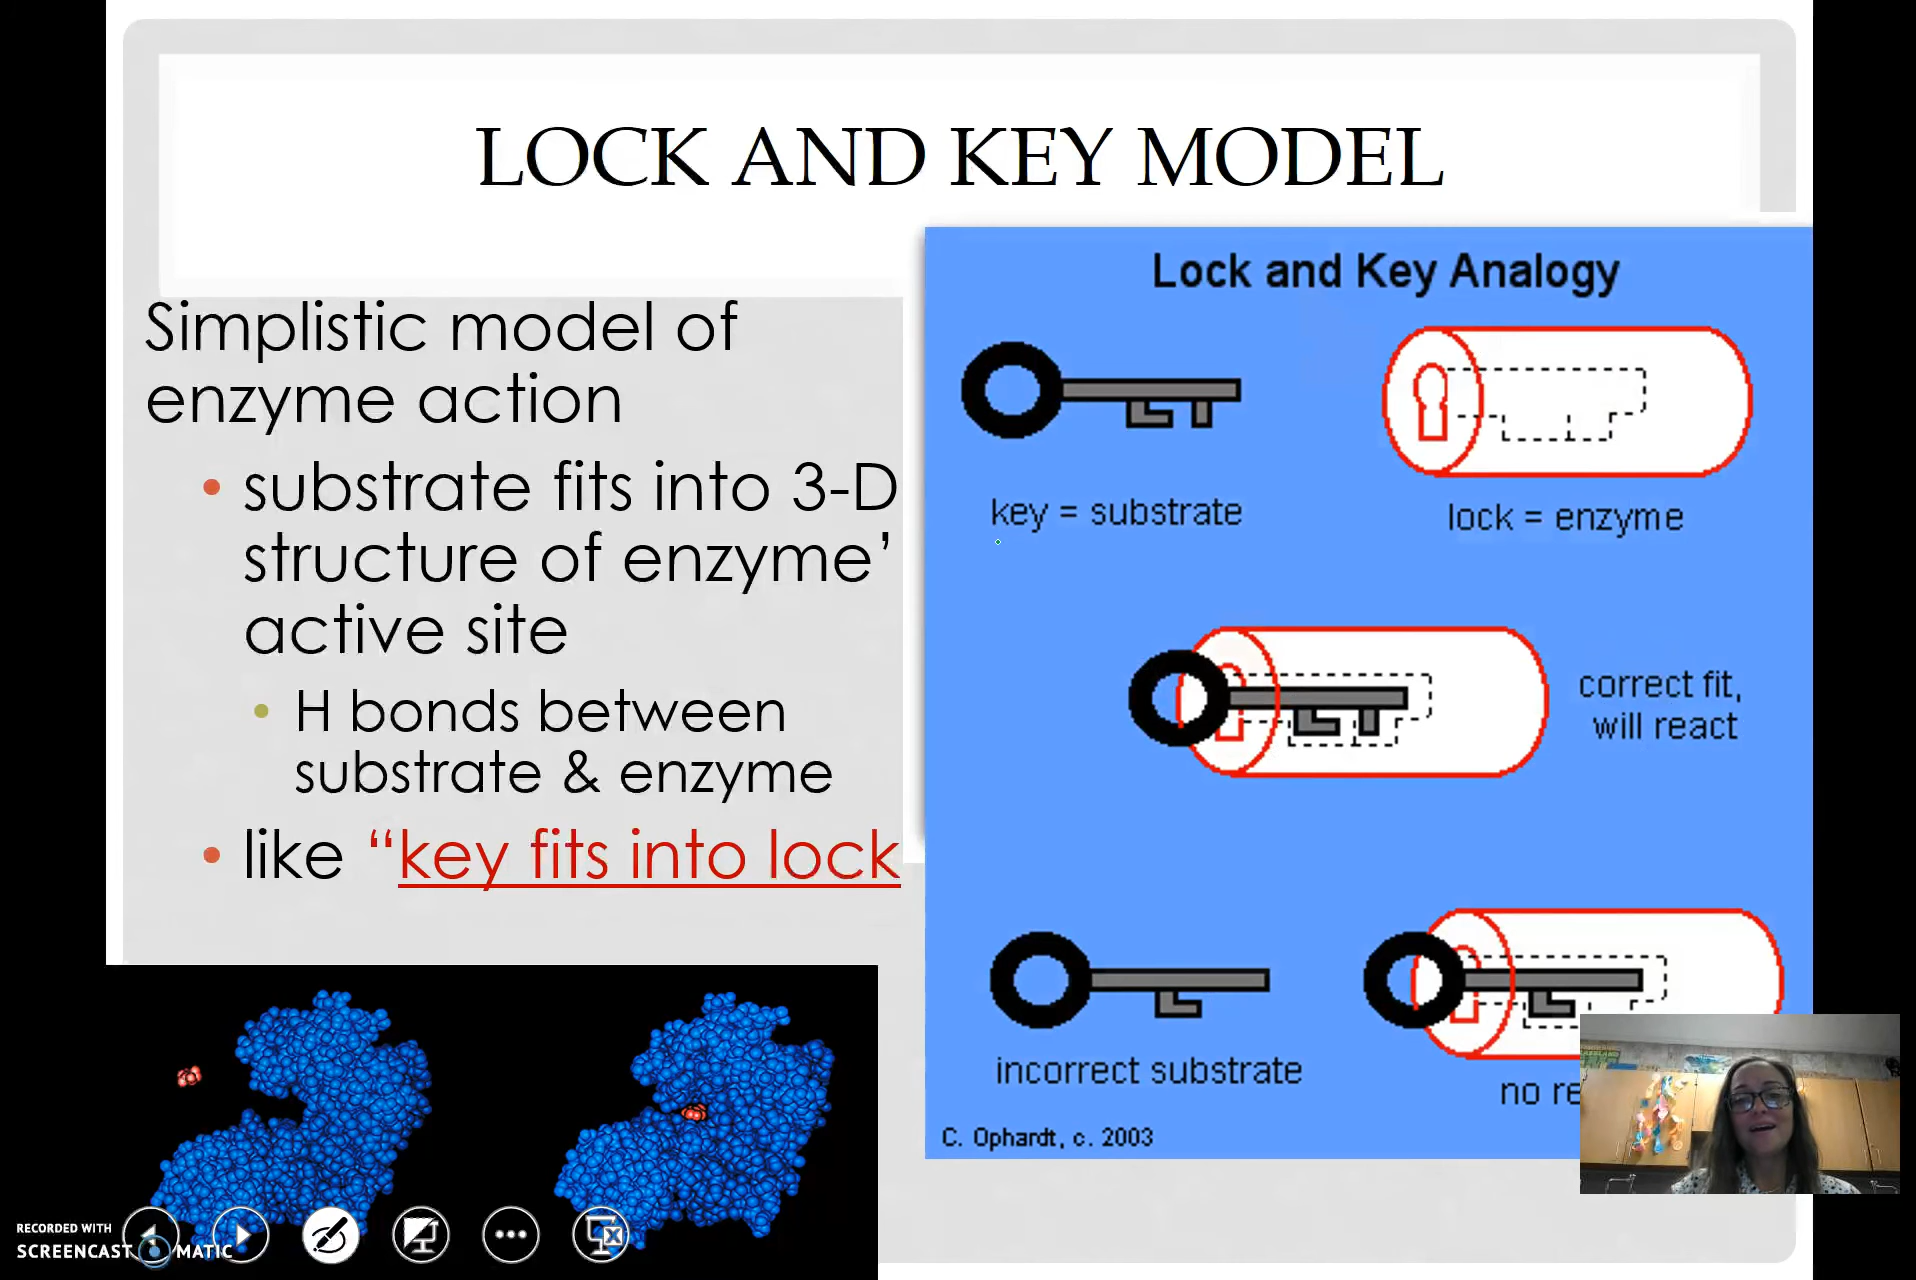 LOCK AND KEY MODEL
Simplistic model of
enzyme action
• substrate fits into 3-D
structure of enzyme’
active site
• H bonds between
substrate & enzyme
• like “key fits into lock
Lock and Key Analogy
key = substrate
lock = enzyme
correct fit,
will react
incorrect substrate
no re
C. Ophardt, c. 2003
RECORDED WITH
SCREENCAST MATIC